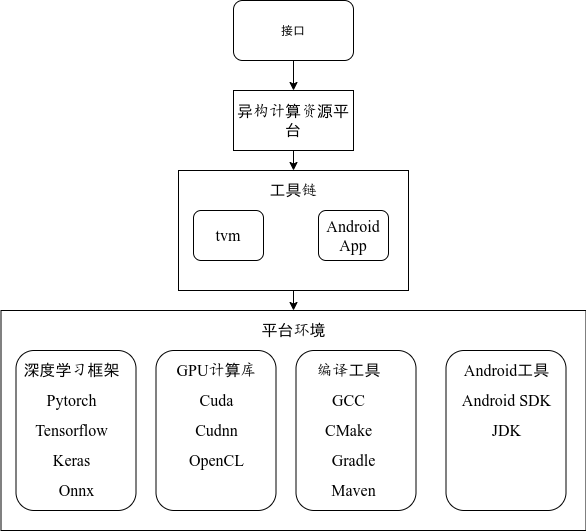 接口
异构计算资源平
台
工具链
tvm
Android
App
平台环境
深度学习框架
Pytorch
Tensorflow
Keras
Onnx
GPU计算库
Cuda
Cudnn
OpenCL
编译工具
GCC
CMake
Gradle
Maven
Android工具
Android SDK
JDK